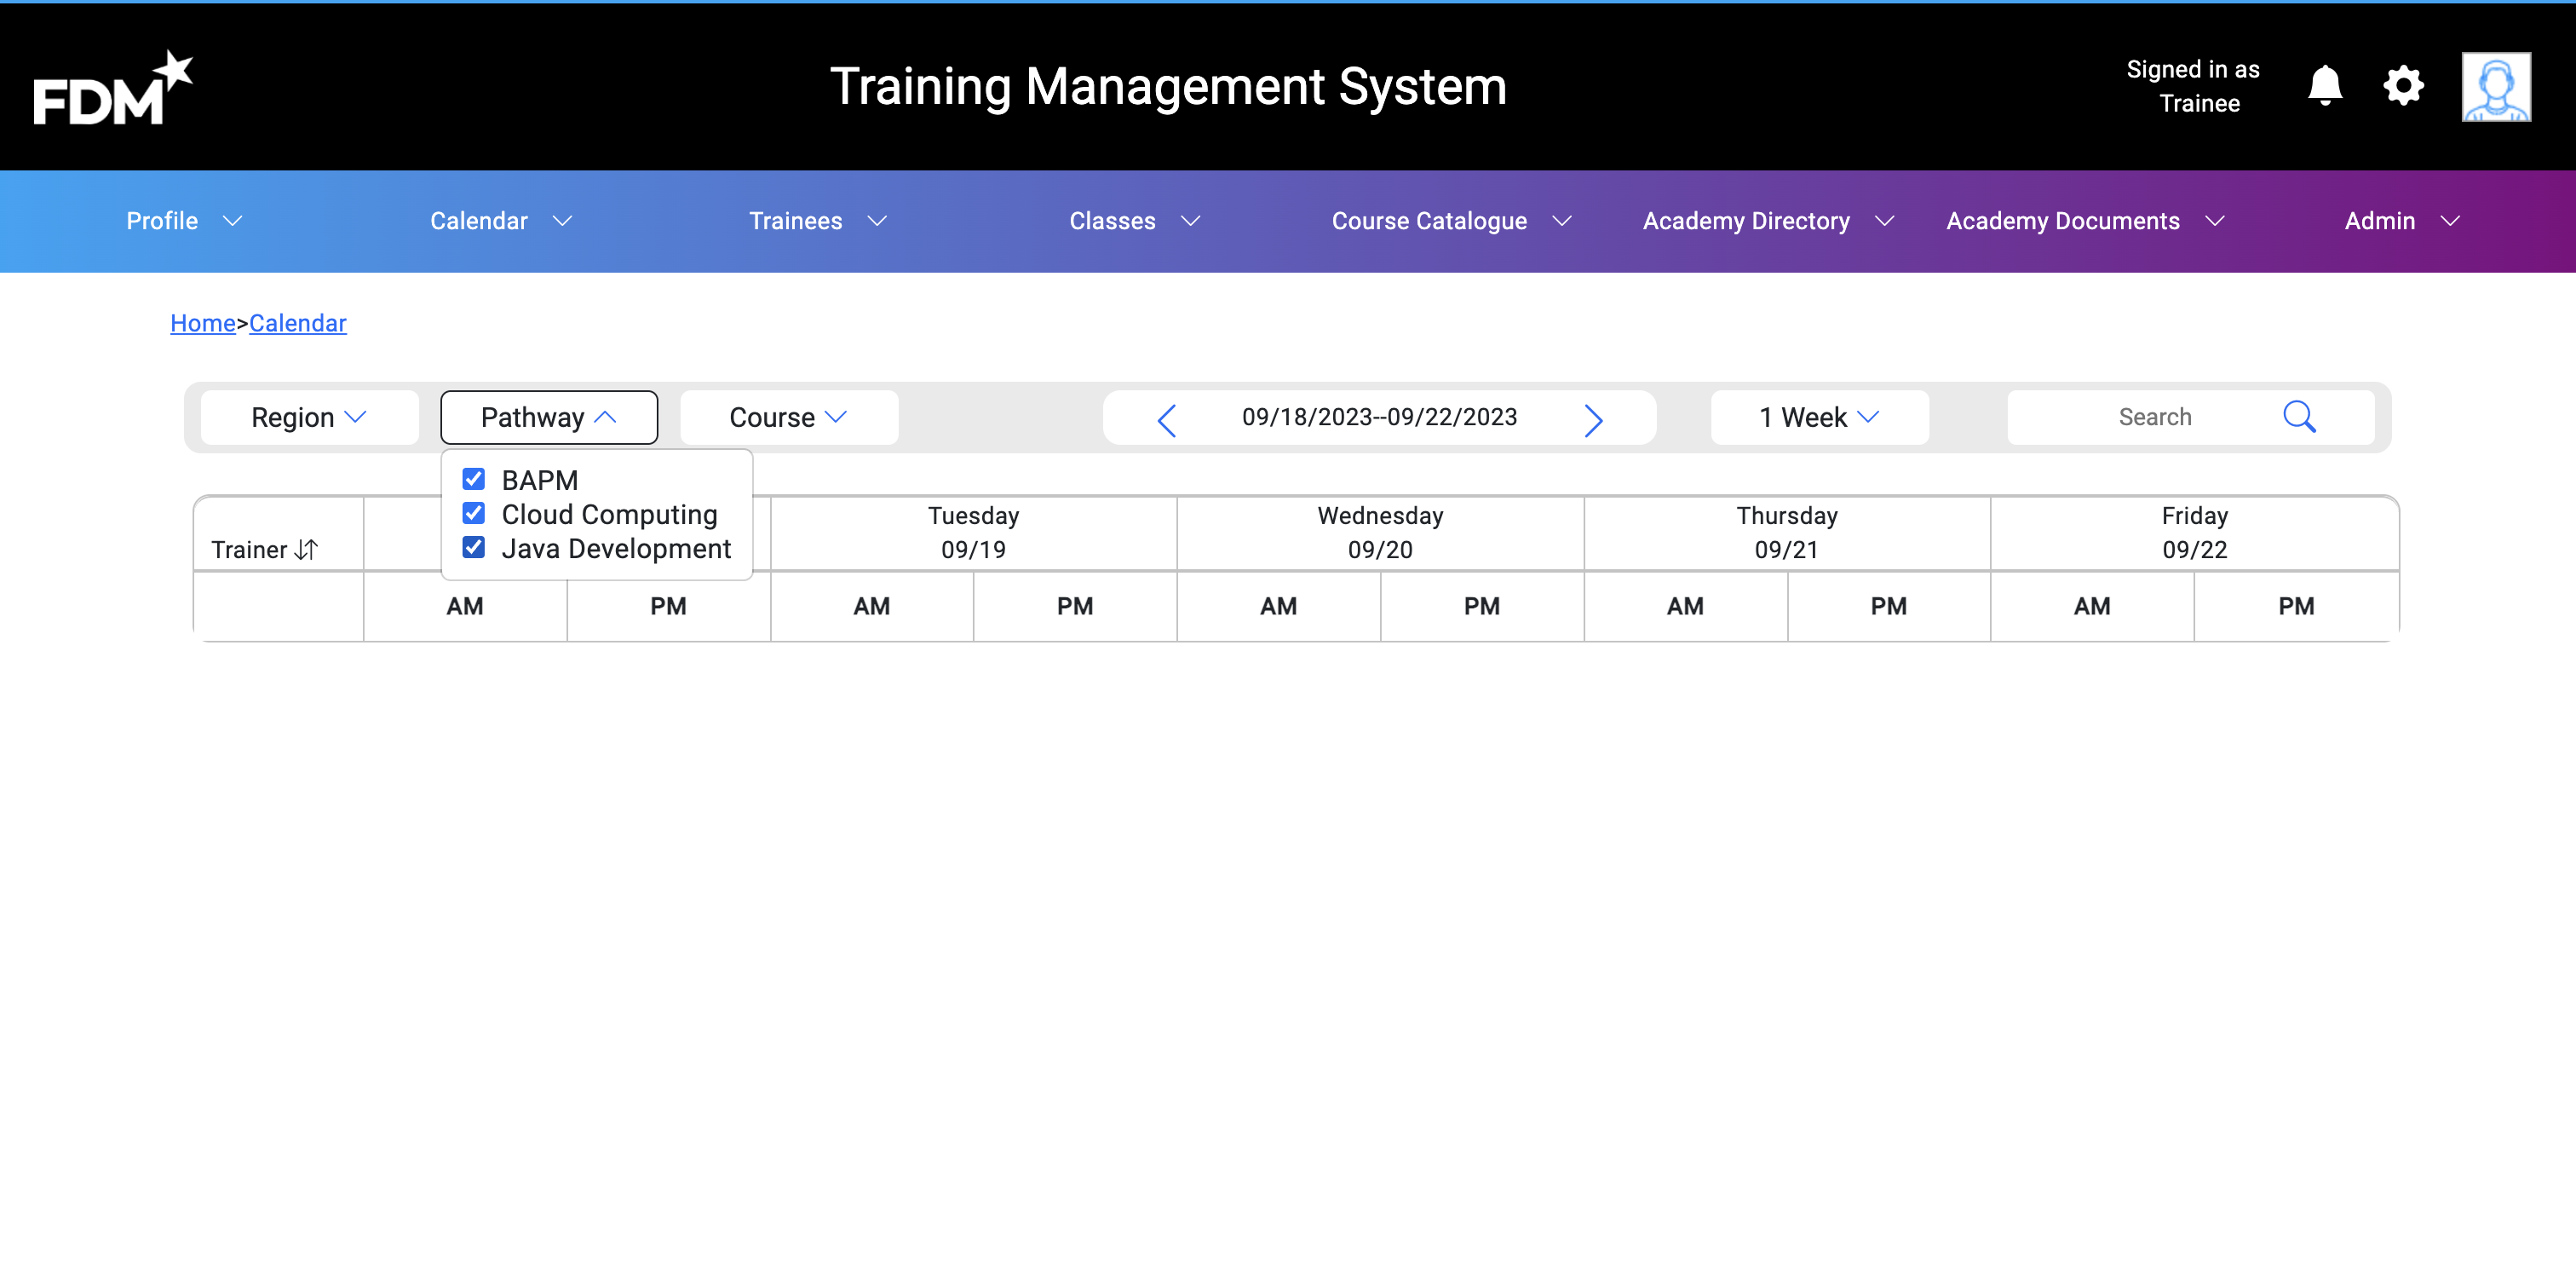 FDM
Training Management System
Signed in as
Trainee
Profile
Calendar
Trainees
Classes
Course Catalogue
Academy Directory
Academy Documents
Admin
Home>Calendar
Region
Pathway
Course
09/18/2023--09/22/2023
1 Week
Search
BAPM
Cloud Computing
Java Development
Trainer
Tuesday
09/19
Wednesday
09/20
Thursday
09/21
Friday
09/22
AM
PM
AM
PM
AM
PM
AM
PM
AM
PM